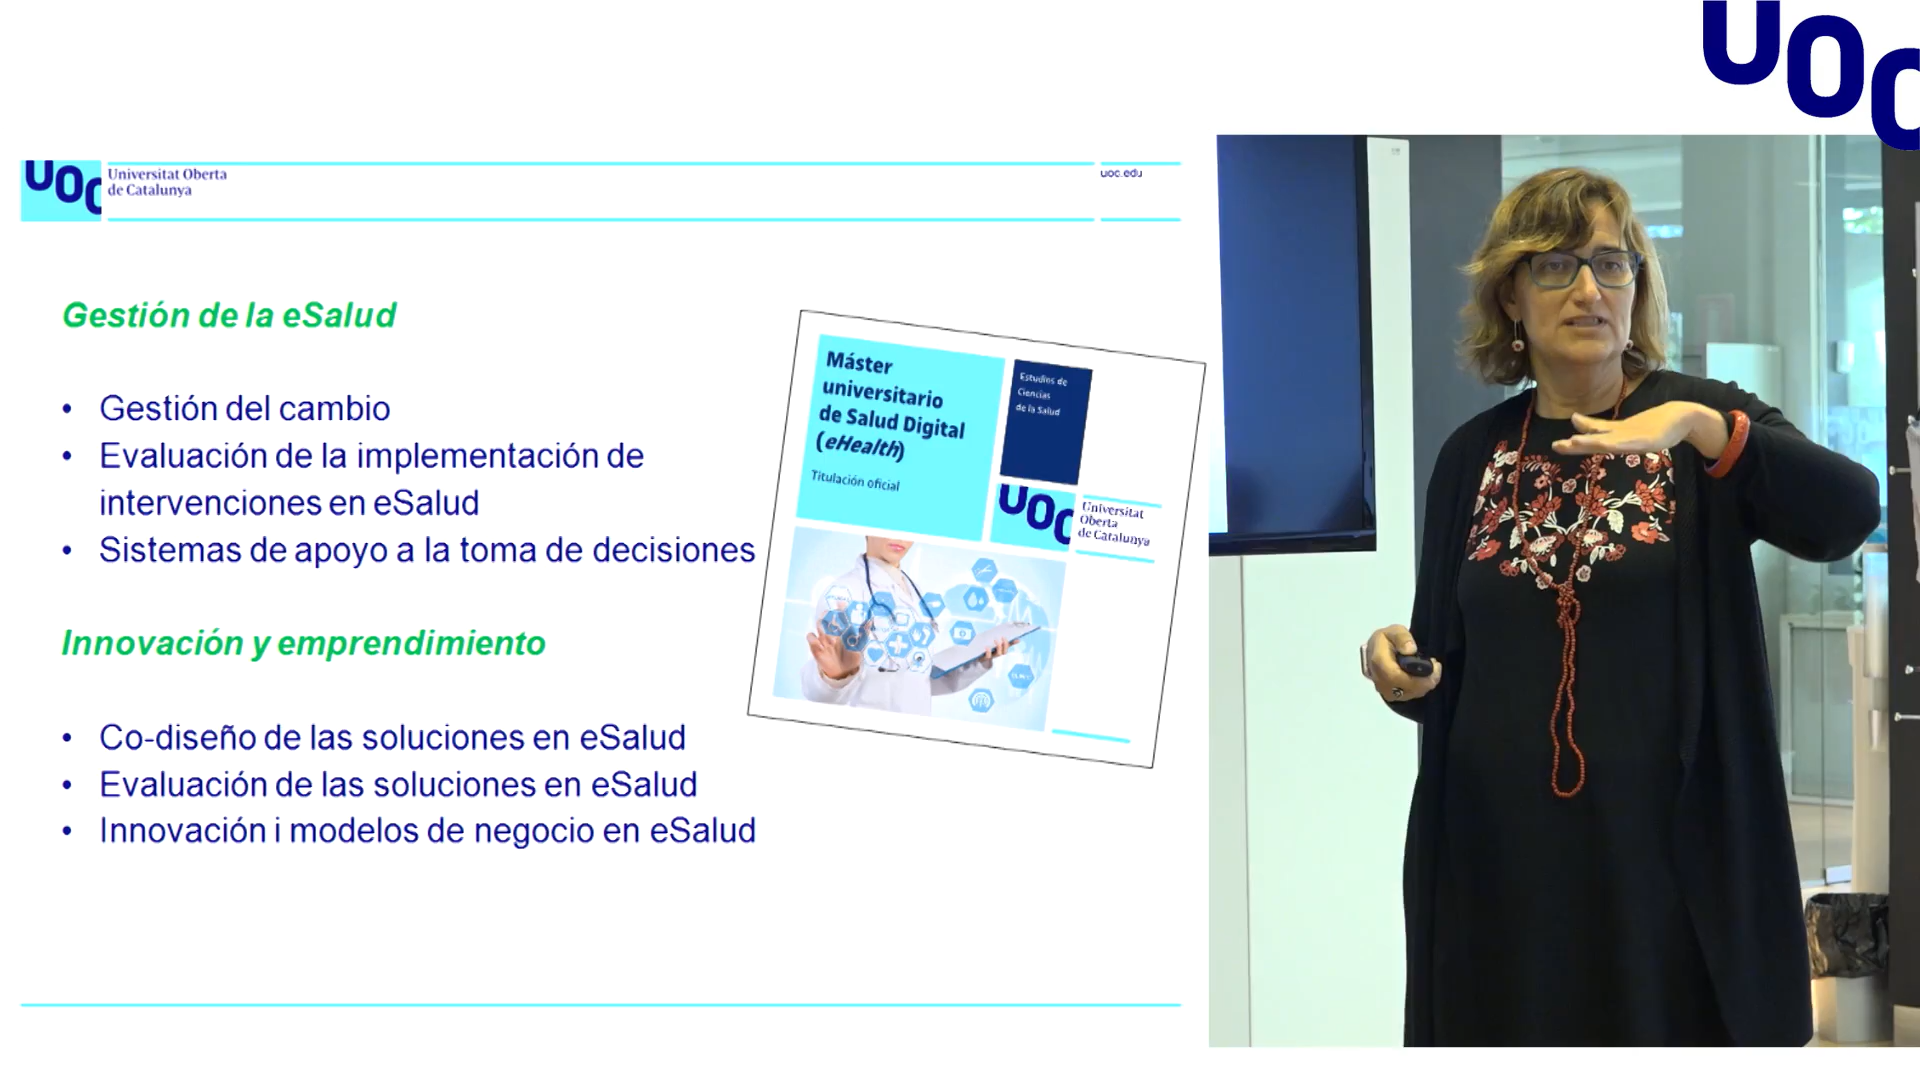 UOC
UOC
Universitat Oberta
de Catalunya
uoc.edu
Gestión de la eSalud
• Gestión del cambio
• Evaluación de la implementación de
intervenciones en eSalud
• Sistemas de apoyo a la toma de decisiones
Innovación y emprendimiento
• Co-diseño de las soluciones en eSalud
• Evaluación de las soluciones en eSalud
• Innovación i modelos de negocio en eSalud
Máster
universitario
de Salud Digital
(eHealth)
Titulación oficial
Estudios de
Ciencias
de la Salud
UOC
Universitat
Oberta
de Catalunya